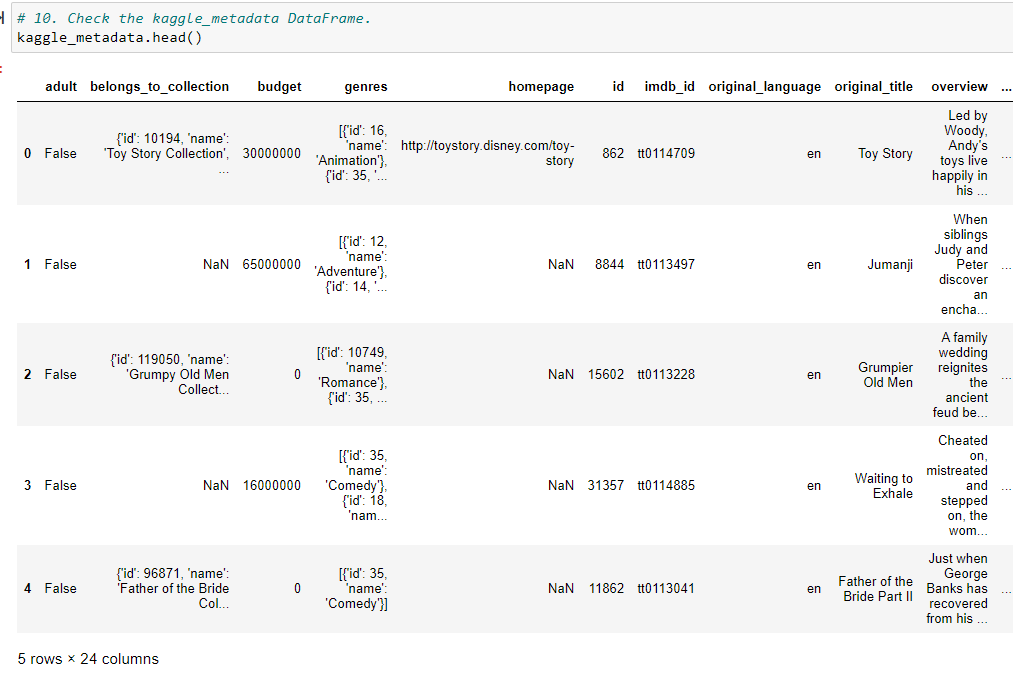 # 10. Check the kaggle_metadata DataFrame.
kaggle_metadata.head()
adult belongs_to_collection budget genres homepage id imdb_id original_language original_title overview ...
0 False {'id': 10194, 'name': 'Toy Story Collection', ... 30000000 [{'id': 16, 'name': 'Animation'}, {'id': 35, '... http://toystory.disney.com/toy-story 862 tt0114709 en Toy Story Led by Woody, Andy's toys live happily in his ... ...
1 False NaN 65000000 [{'id': 12, 'name': 'Adventure'}, {'id': 14, '... NaN 8844 tt0113497 en Jumanji When siblings Judy and Peter discover an encha... ...
2 False {'id': 119050, 'name': 'Grumpy Old Men Collect... 0 [{'id': 10749, 'name': 'Romance'}, {'id': 35, ... NaN 15602 tt0113228 en Grumpier Old Men A family wedding reignites the ancient feud be... ...
3 False NaN 16000000 [{'id': 35, 'name': 'Comedy'}, {'id': 18, 'nam... NaN 31357 tt0114885 en Waiting to Exhale Cheated on, mistreated and stepped on, the wom... ...
4 False {'id': 96871, 'name': 'Father of the Bride Col... 0 [{'id': 35, 'name': 'Comedy'}] NaN 11862 tt0113041 en Father of the Bride Part II Just when George Banks has recovered from his ... ...
5 rows × 24 columns